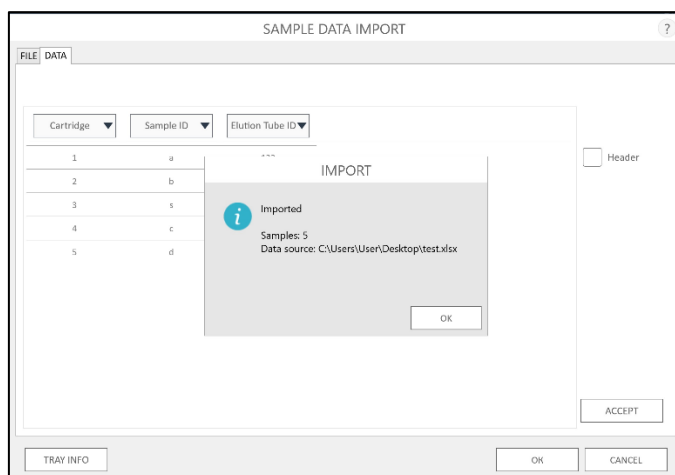 SAMPLE DATA IMPORT
?
FILE DATA
Cartridge Sample ID Elution Tube ID
Header
1 a
2 b
3 s
4 c
5 d
IMPORT
i
Imported
Samples: 5
Data source: C:\Users\User\Desktop\test.xlsx
OK
ACCEPT
TRAY INFO OK CANCEL